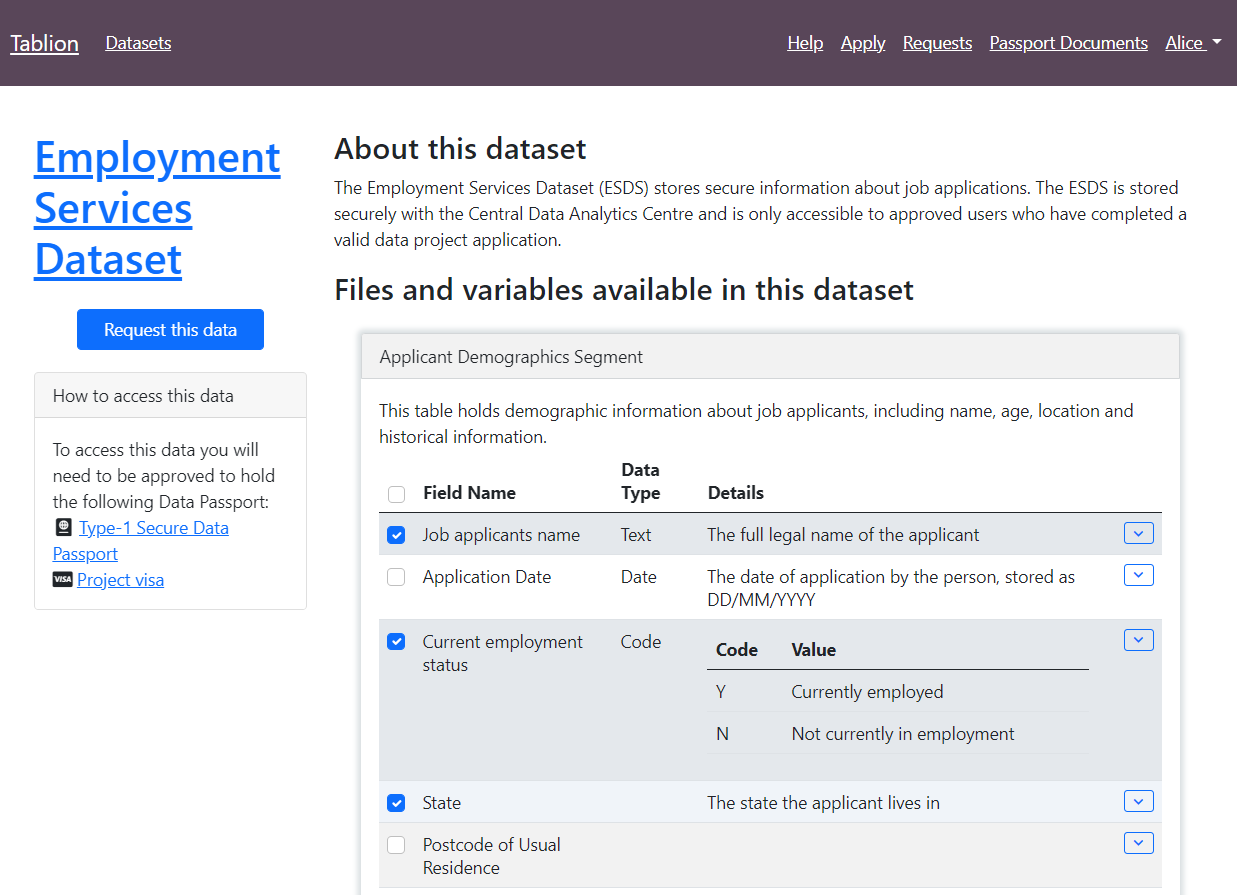 Tablion Datasets Help Apply Requests Passport Documents Alice
Employment
Services
Dataset
Request this data
How to access this data
To access this data you will
need to be approved to hold
the following Data Passport:
Type-1 Secure Data
Passport
VISA Project visa
About this dataset
The Employment Services Dataset (ESDS) stores secure information about job applications. The ESDS is stored
securely with the Central Data Analytics Centre and is only accessible to approved users who have completed a
valid data project application.
Files and variables available in this dataset
Applicant Demographics Segment
This table holds demographic information about job applicants, including name, age, location and
historical information.
Field Name Data Type Details
Job applicants name Text The full legal name of the applicant
Application Date Date The date of application by the person, stored as
DD/MM/YYYY
Current employment status Code
Code Value
Y Currently employed
N Not currently in employment
State The state the applicant lives in
Postcode of Usual
Residence